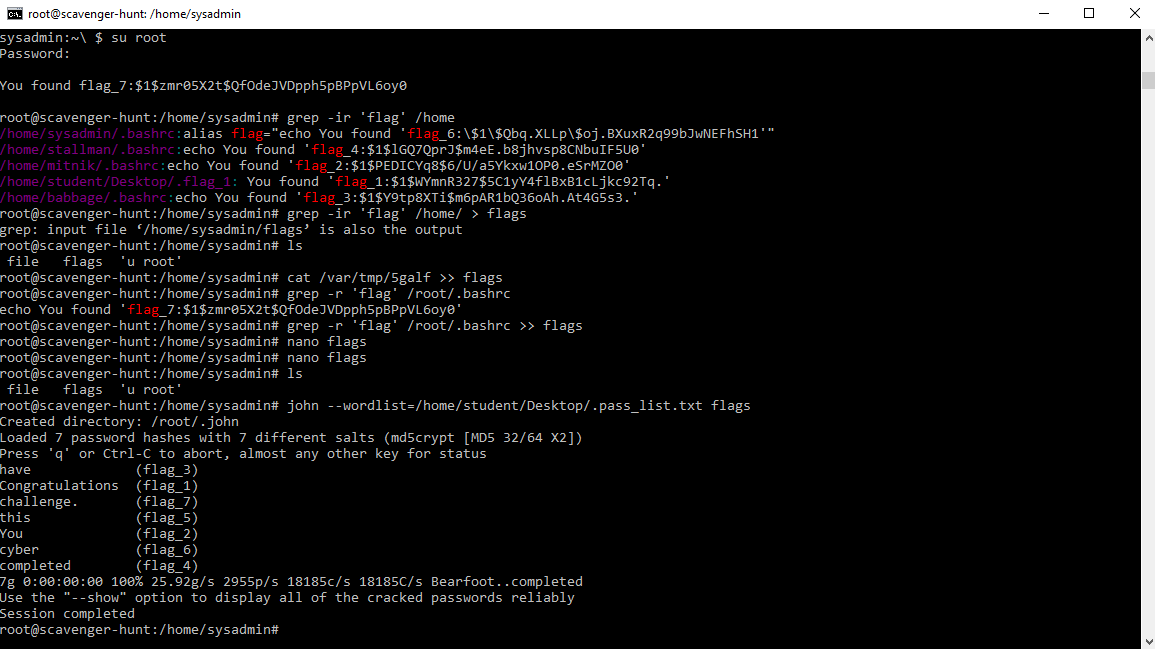 root@scavenger-hunt: /home/sysadmin
sysadmin:~\ $ su root
Password:
You found flag_7:$1$zmr05X2t$QfOdeJVDpph5pBPpVL6oy0
root@scavenger-hunt:/home/sysadmin# grep -ir 'flag' /home
/home/sysadmin/.bashrc:alias flag="echo You found 'flag_6:\$1\$Qbq.XLLp\$oj.BXuxR2q99bJwNEFhSH1'"
/home/stallman/.bashrc:echo You found 'flag_4:$1$lGQ7QprJ$m4eE.b8jhvsp8CNbuIF5U0'
/home/mitnik/.bashrc:echo You found 'flag_2:$1$PEDICYq8$6/U/a5Ykxw1OP0.eSrMZO0'
/home/student/Desktop/.flag_1: You found 'flag_1:$1$WYmnR327$5C1yY4flBxB1cLjkc92Tq.'
/home/babbage/.bashrc:echo You found 'flag_3:$1$Y9tp8XTi$m6pAR1bQ36oAh.At4G5s3.'
root@scavenger-hunt:/home/sysadmin# grep -ir 'flag' /home/ > flags
grep: input file ‘/home/sysadmin/flags’ is also the output
root@scavenger-hunt:/home/sysadmin# ls
file   flags  'u root'
root@scavenger-hunt:/home/sysadmin# cat /var/tmp/5galf >> flags
root@scavenger-hunt:/home/sysadmin# grep -r 'flag' /root/.bashrc
echo You found 'flag_7:$1$zmr05X2t$QfOdeJVDpph5pBPpVL6oy0'
root@scavenger-hunt:/home/sysadmin# grep -r 'flag' /root/.bashrc >> flags
root@scavenger-hunt:/home/sysadmin# nano flags
root@scavenger-hunt:/home/sysadmin# nano flags
root@scavenger-hunt:/home/sysadmin# ls
file   flags  'u root'
root@scavenger-hunt:/home/sysadmin# john --wordlist=/home/student/Desktop/.pass_list.txt flags
Created directory: /root/.john
Loaded 7 password hashes with 7 different salts (md5crypt [MD5 32/64 X2])
Press 'q' or Ctrl-C to abort, almost any other key for status
have             (flag_3)
Congratulations  (flag_1)
challenge.       (flag_7)
this             (flag_5)
You              (flag_2)
cyber            (flag_6)
completed        (flag_4)
7g 0:00:00:00 100% 25.92g/s 2955p/s 18185c/s 18185C/s Bearfoot..completed
Use the "--show" option to display all of the cracked passwords reliably
Session completed
root@scavenger-hunt:/home/sysadmin#